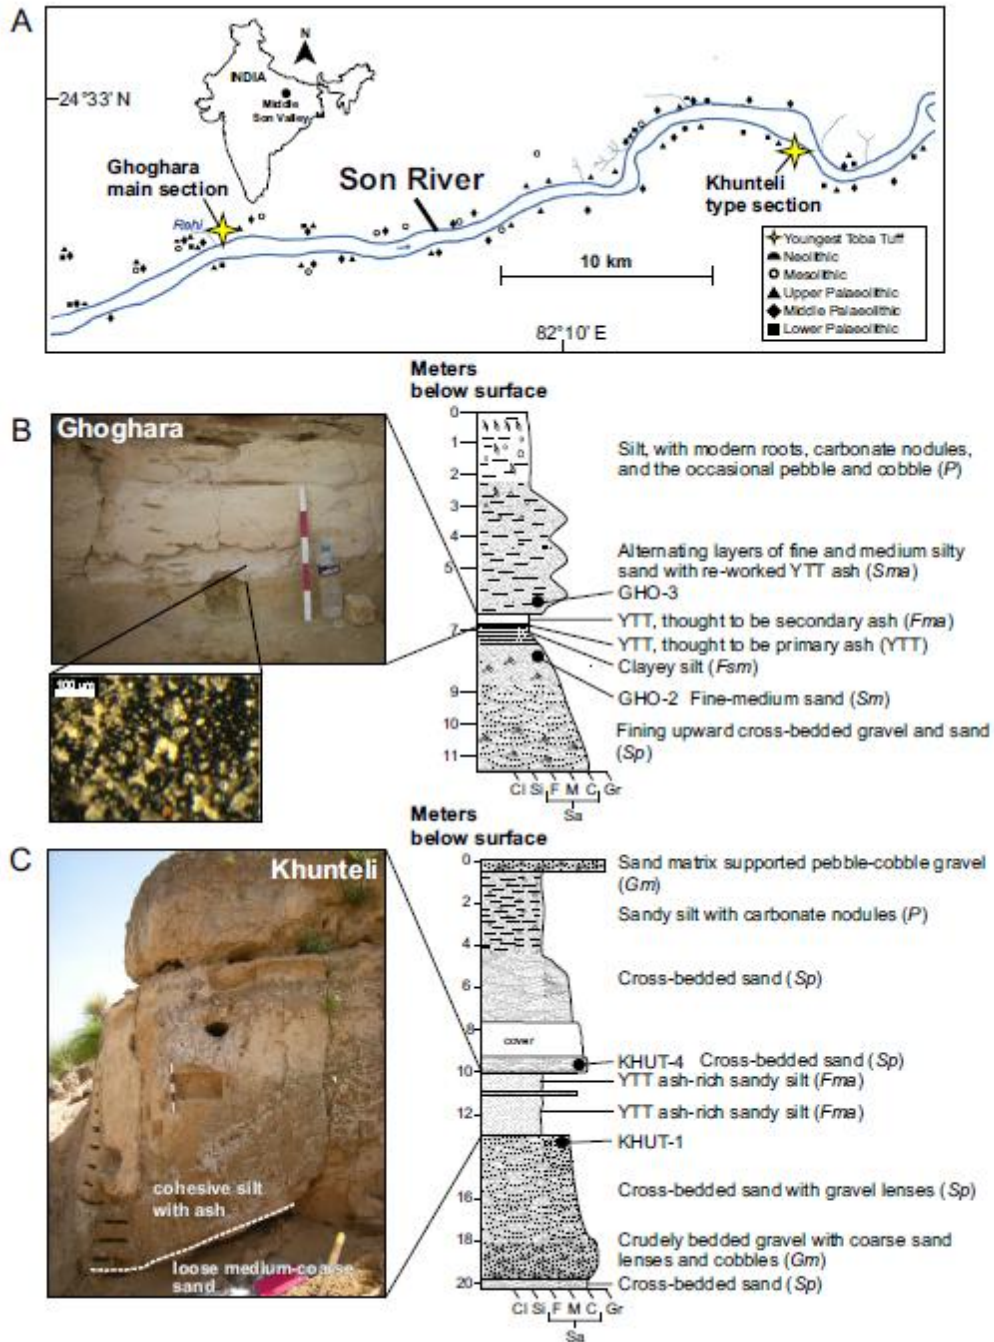 A
N
INDIA
Middle
Son Valley
24°33' N
Ghoghara
main section
Rehi
Son River
Khunteli
type section
10 km
82°10' E
Youngest Toba Tuff
Neolithic
Mesolithic
Upper Palaeolithic
Middle Palaeolithic
Lower Palaeolithic
B
Ghoghara
100 um
Meters
below surface
0
1
2
3
4
5
7
9
10
11
Silt, with modern roots, carbonate nodules,
and the occasional pebble and cobble (P)
Alternating layers of fine and medium silty
sand with re-worked YTT ash (Sma)
GHO-3
YTT, thought to be secondary ash (Fma)
YTT, thought to be primary ash (YTT)
Clayey silt (Fsm)
GHO-2 Fine-medium sand (Sm)
Fining upward cross-bedded gravel and sand
(Sp)
Cl Si F M C Gr
Sa
C
Khunteli
cohesive silt
with ash
loose medium-coarse
sand
Meters
below surface
0
2
4
6
8
10
12
16
18
20
cover
Sand matrix supported pebble-cobble gravel
(Gm)
Sandy silt with carbonate nodules (P)
Cross-bedded sand (Sp)
KHUT-4 Cross-bedded sand (Sp)
YTT ash-rich sandy silt (Fma)
YTT ash-rich sandy silt (Fma)
KHUT-1
Cross-bedded sand with gravel lenses (Sp)
Crudely bedded gravel with coarse sand
lenses and cobbles (Gm)
Cross-bedded sand (Sp)
Cl Si F M C Gr
Sa